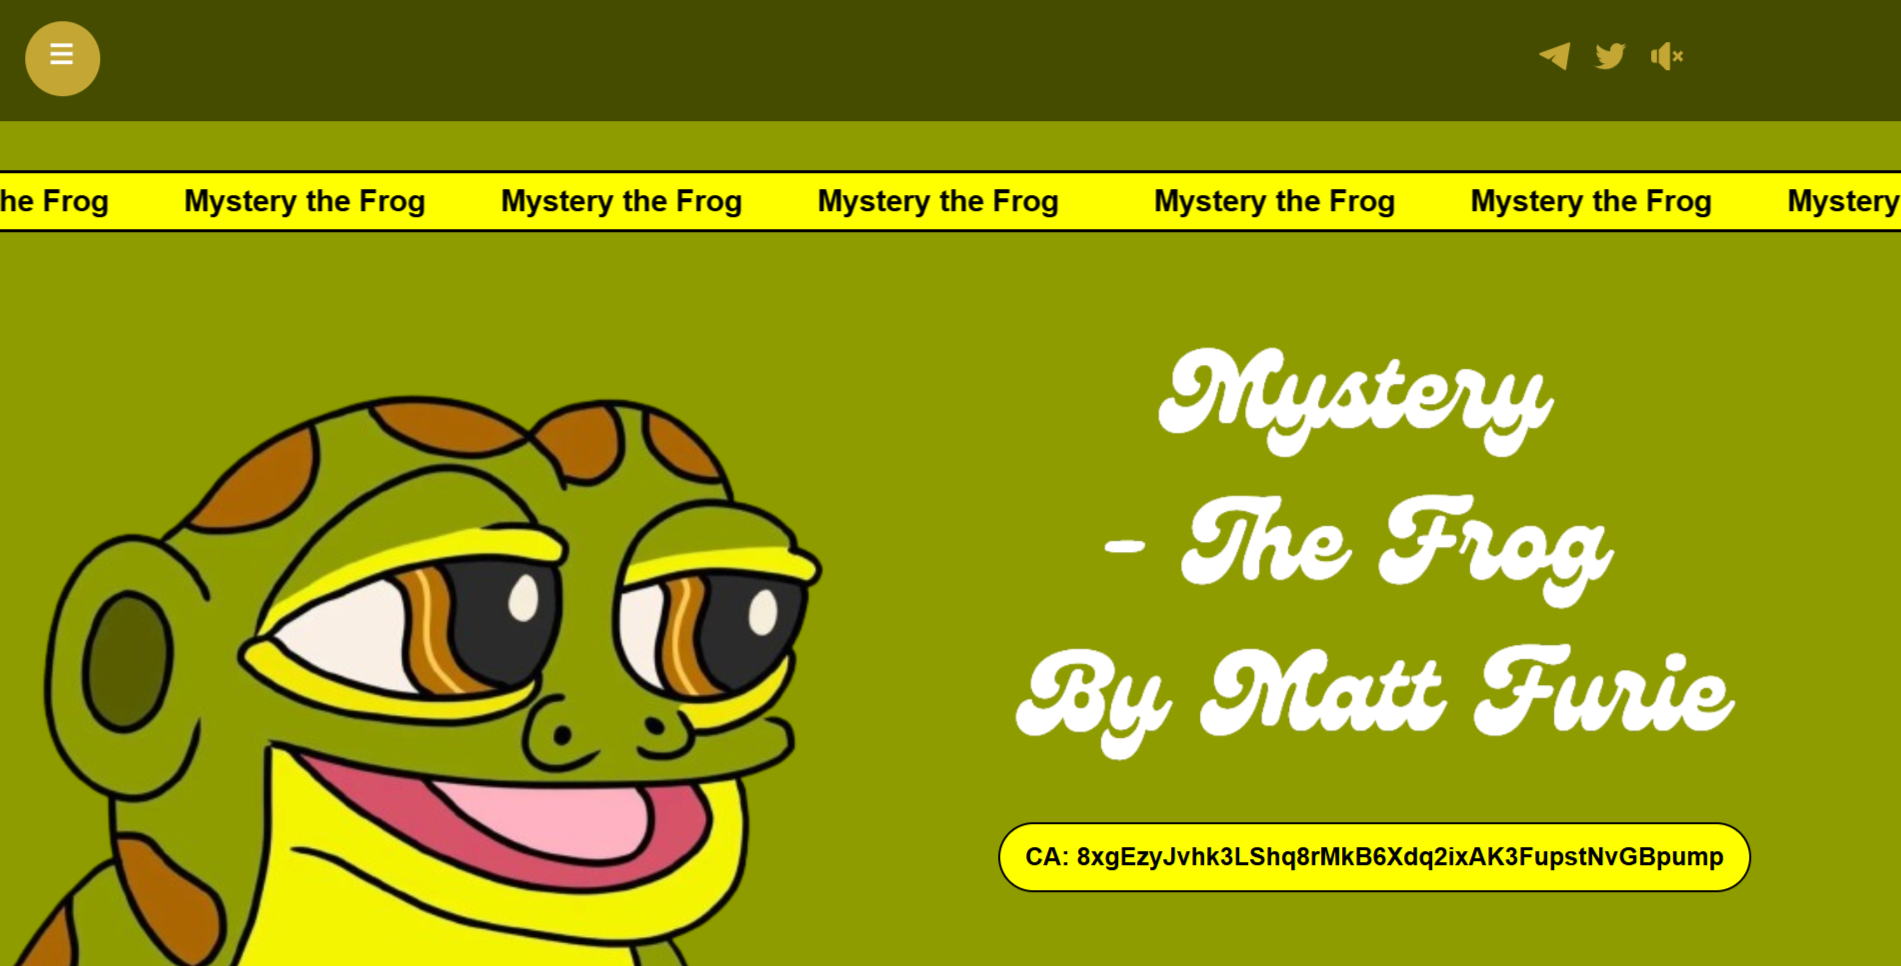 he Frog Mystery the Frog Mystery the Frog Mystery the Frog Mystery the Frog Mystery the Frog Mystery
Mystery
- The Frog
By Matt Furie
CA: 8xgEzyJvhk3LShq8rMkB6Xdq2ixAK3FupstNvGBpump